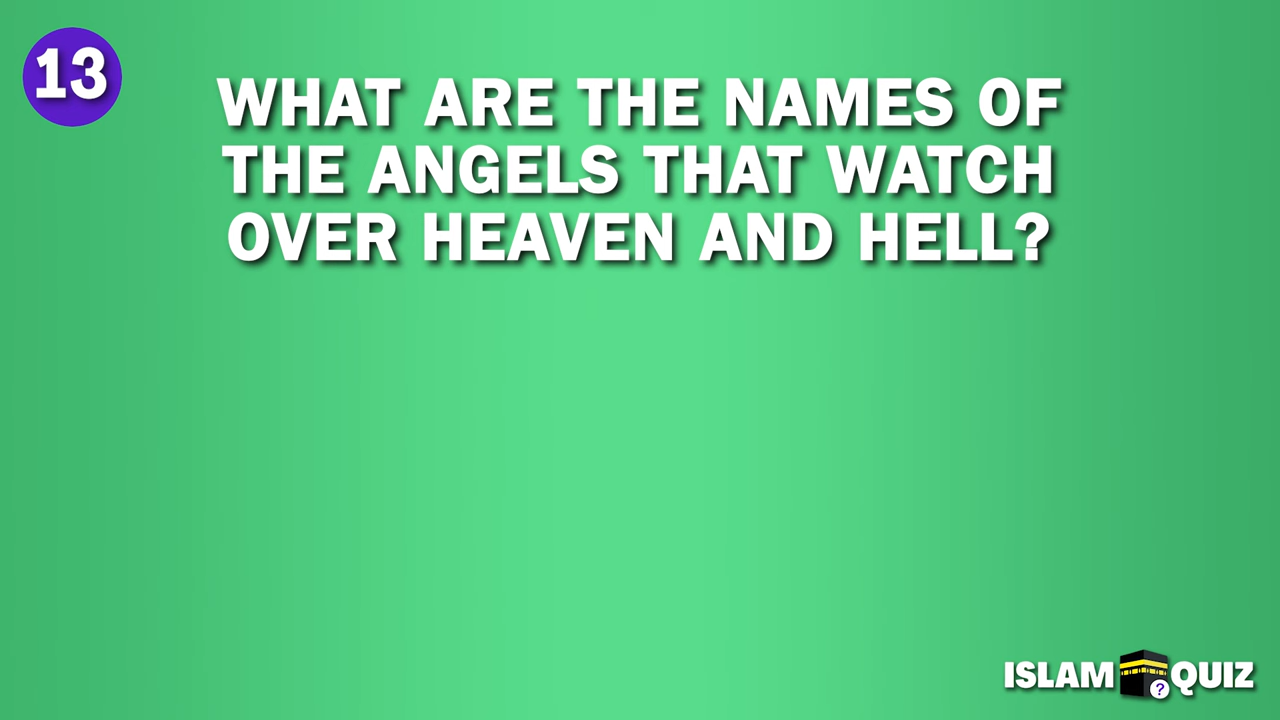 13
WHAT ARE THE NAMES OF
THE ANGELS THAT WATCH
OVER HEAVEN AND HELL?
ISLAM ? QUIZ